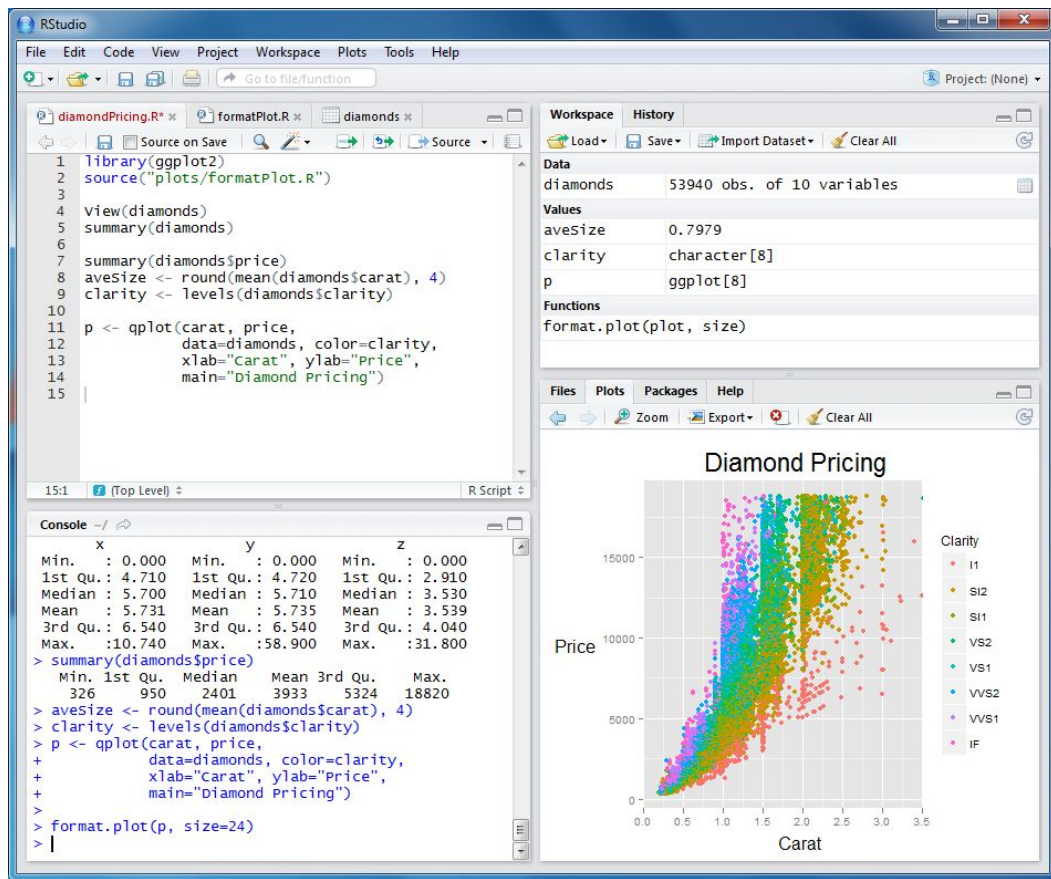 RStudio
File Edit Code View Project Workspace Plots Tools Help
Go to file/function
Project: (None)
diamondPricing.R* formatPlot.R diamonds
Source on Save Source
1 library(ggplot2)
2 source("plots/formatPlot.R")
3
4 View(diamonds)
5 summary(diamonds)
6
7 summary(diamonds$price)
8 aveSize <- round(mean(diamonds$carat), 4)
9 clarity <- levels(diamonds$clarity)
10
11 p <- qplot(carat, price,
12 data=diamonds, color=clarity,
13 xlab="Carat", ylab="Price",
14 main="Diamond Pricing")
15
15:1 (Top Level) R Script
Console ~/
x y z
Min. : 0.000 Min. : 0.000 Min. : 0.000
1st Qu.: 4.710 1st Qu.: 4.720 1st Qu.: 2.910
Median : 5.700 Median : 5.710 Median : 3.530
Mean : 5.731 Mean : 5.735 Mean : 3.539
3rd Qu.: 6.540 3rd Qu.: 6.540 3rd Qu.: 4.040
Max. :10.740 Max. :58.900 Max. :31.800
> summary(diamonds$price)
Min. 1st Qu. Median Mean 3rd Qu. Max.
326 950 2401 3933 5324 18820
> aveSize <- round(mean(diamonds$carat), 4)
> clarity <- levels(diamonds$clarity)
> p <- qplot(carat, price,
+ data=diamonds, color=clarity,
+ xlab="Carat", ylab="Price",
+ main="Diamond Pricing")
>
> format.plot(p, size=24)
>
Workspace History
Load Save Import Dataset Clear All
Data
diamonds 53940 obs. of 10 variables
Values
aveSize 0.7979
clarity character[8]
p ggplot[8]
Functions
format.plot(plot, size)
Files Plots Packages Help
Zoom Export Clear All
Diamond Pricing
Price
15000
10000
5000
0
0.0 0.5 1.0 1.5 2.0 2.5 3.0 3.5
Carat
Clarity
I1
SI2
SI1
VS2
VS1
VVS2
VVS1
IF